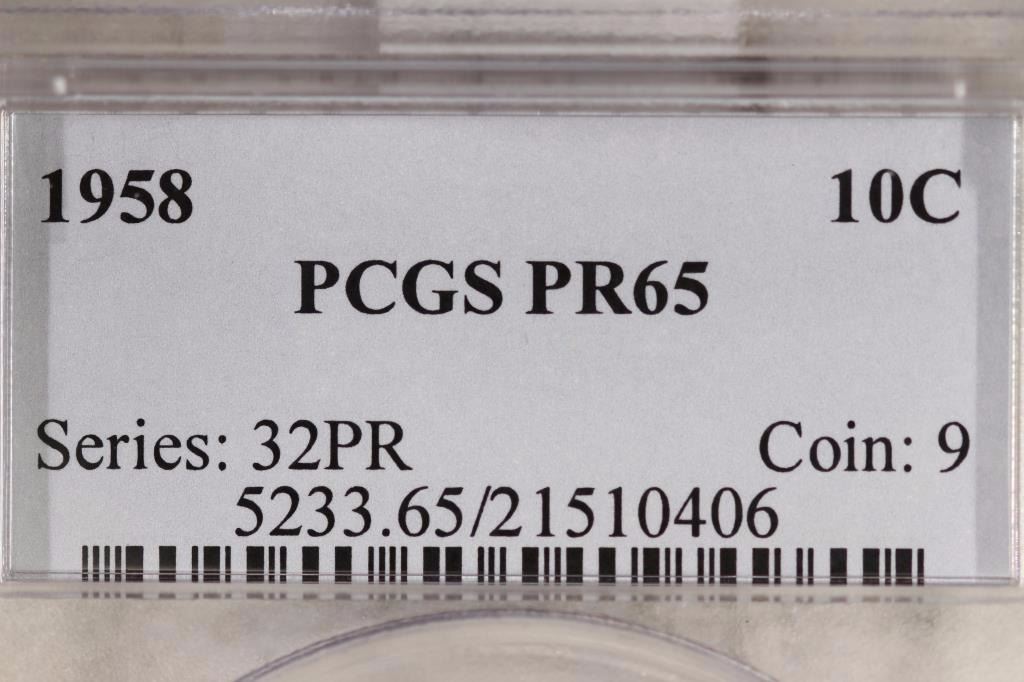 1958 10C
PCGS PR65
Series: 32PR Coin: 9
5233.65/21510406